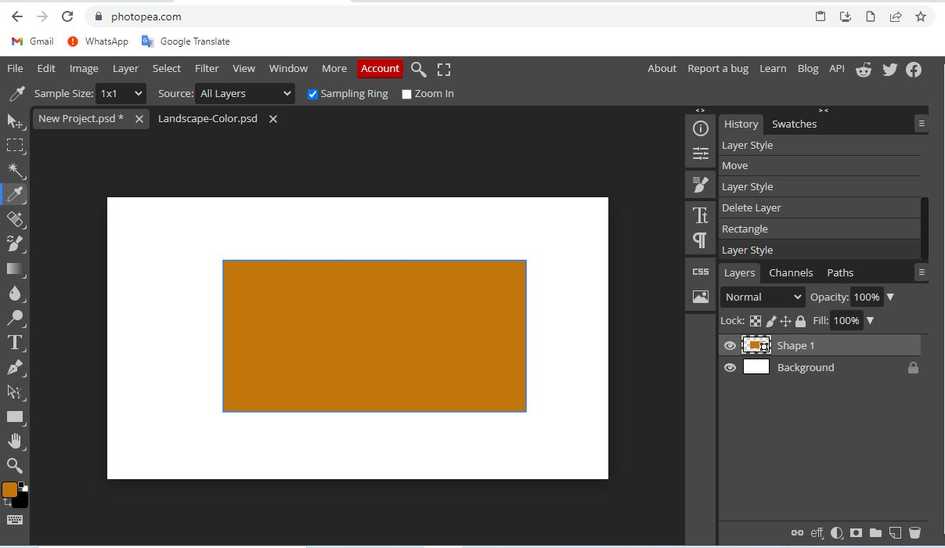 photopea.com
Gmail WhatsApp Google Translate
File Edit Image Layer Select Filter View Window More Account About Report a bug Learn Blog API
Sample Size: 1x1 Source: All Layers Sampling Ring Zoom In
New Project.psd * Landscape-Color.psd
History Swatches
Layer Style
Move
Layer Style
Delete Layer
Rectangle
Layer Style
CSS
Layers Channels Paths
Normal Opacity: 100%
Lock: Fill: 100%
Shape 1
Background
eff